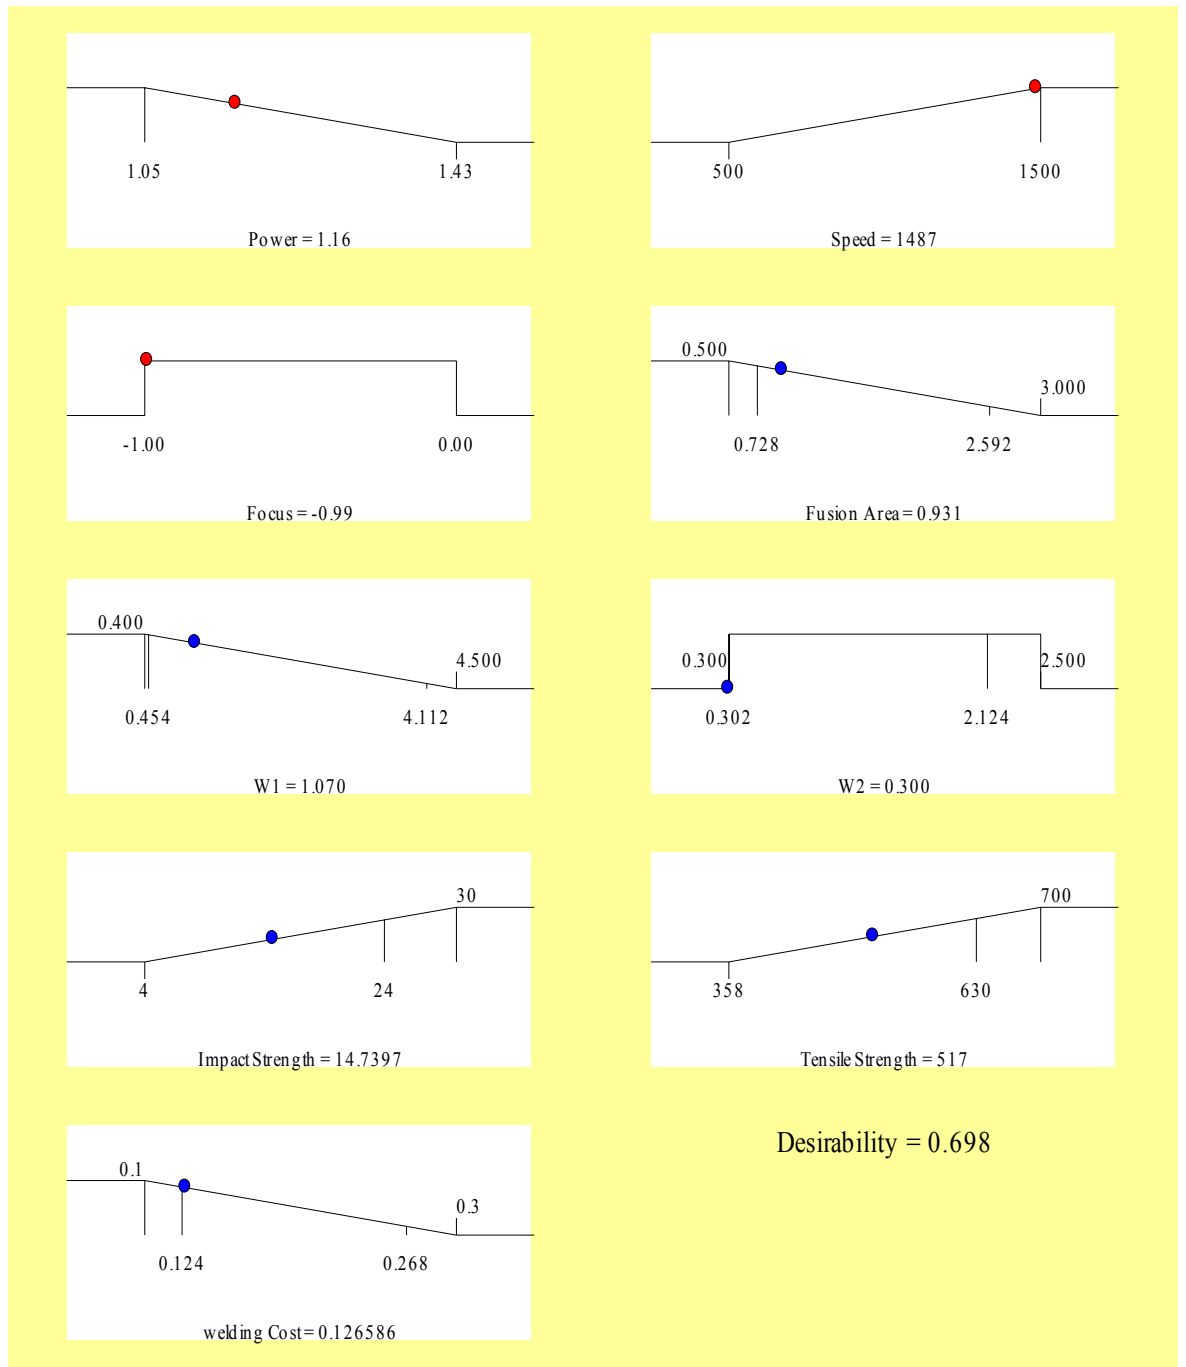 1.05 1.43
Power = 1.16
500 1500
Speed = 1487
-1.00 0.00
Focus = -0.99
0.500
3.000
0.728 2.592
Fusion Area = 0.931
0.400
4.500
0.454 4.112
W1 = 1.070
0.300 2.500
0.302 2.124
W2 = 0.300
30
4 24
Impact Strength = 14.7397
700
358 630
Tensile Strength = 517
0.1
0.3
0.124 0.268
welding Cost = 0.126586
Desirability = 0.698